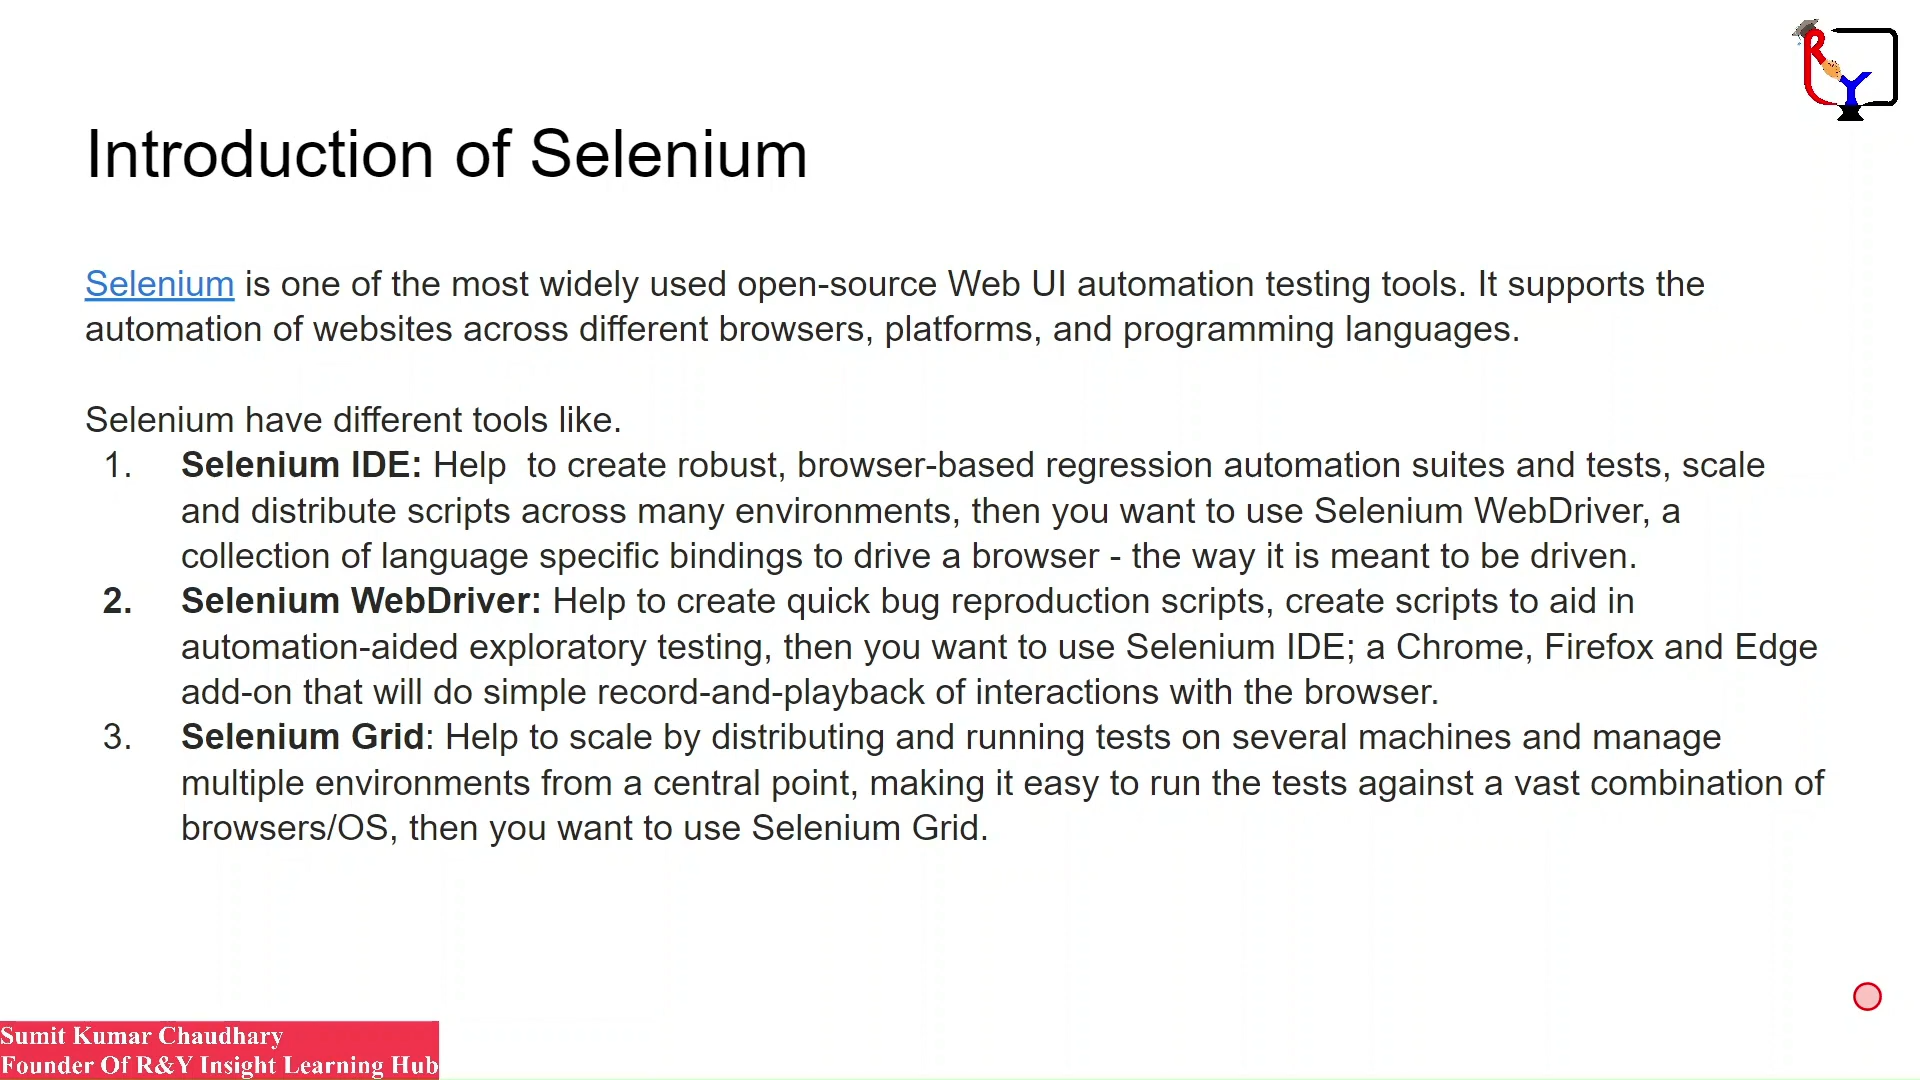 R
Y
Introduction of Selenium
Selenium is one of the most widely used open-source Web UI automation testing tools. It supports the
automation of websites across different browsers, platforms, and programming languages.
Selenium have different tools like.
1. Selenium IDE: Help to create robust, browser-based regression automation suites and tests, scale
and distribute scripts across many environments, then you want to use Selenium WebDriver, a
collection of language specific bindings to drive a browser - the way it is meant to be driven.
2. Selenium WebDriver: Help to create quick bug reproduction scripts, create scripts to aid in
automation-aided exploratory testing, then you want to use Selenium IDE; a Chrome, Firefox and Edge
add-on that will do simple record-and-playback of interactions with the browser.
3. Selenium Grid: Help to scale by distributing and running tests on several machines and manage
multiple environments from a central point, making it easy to run the tests against a vast combination of
browsers/OS, then you want to use Selenium Grid.
Sumit Kumar Chaudhary
Founder Of R&Y Insight Learning Hub